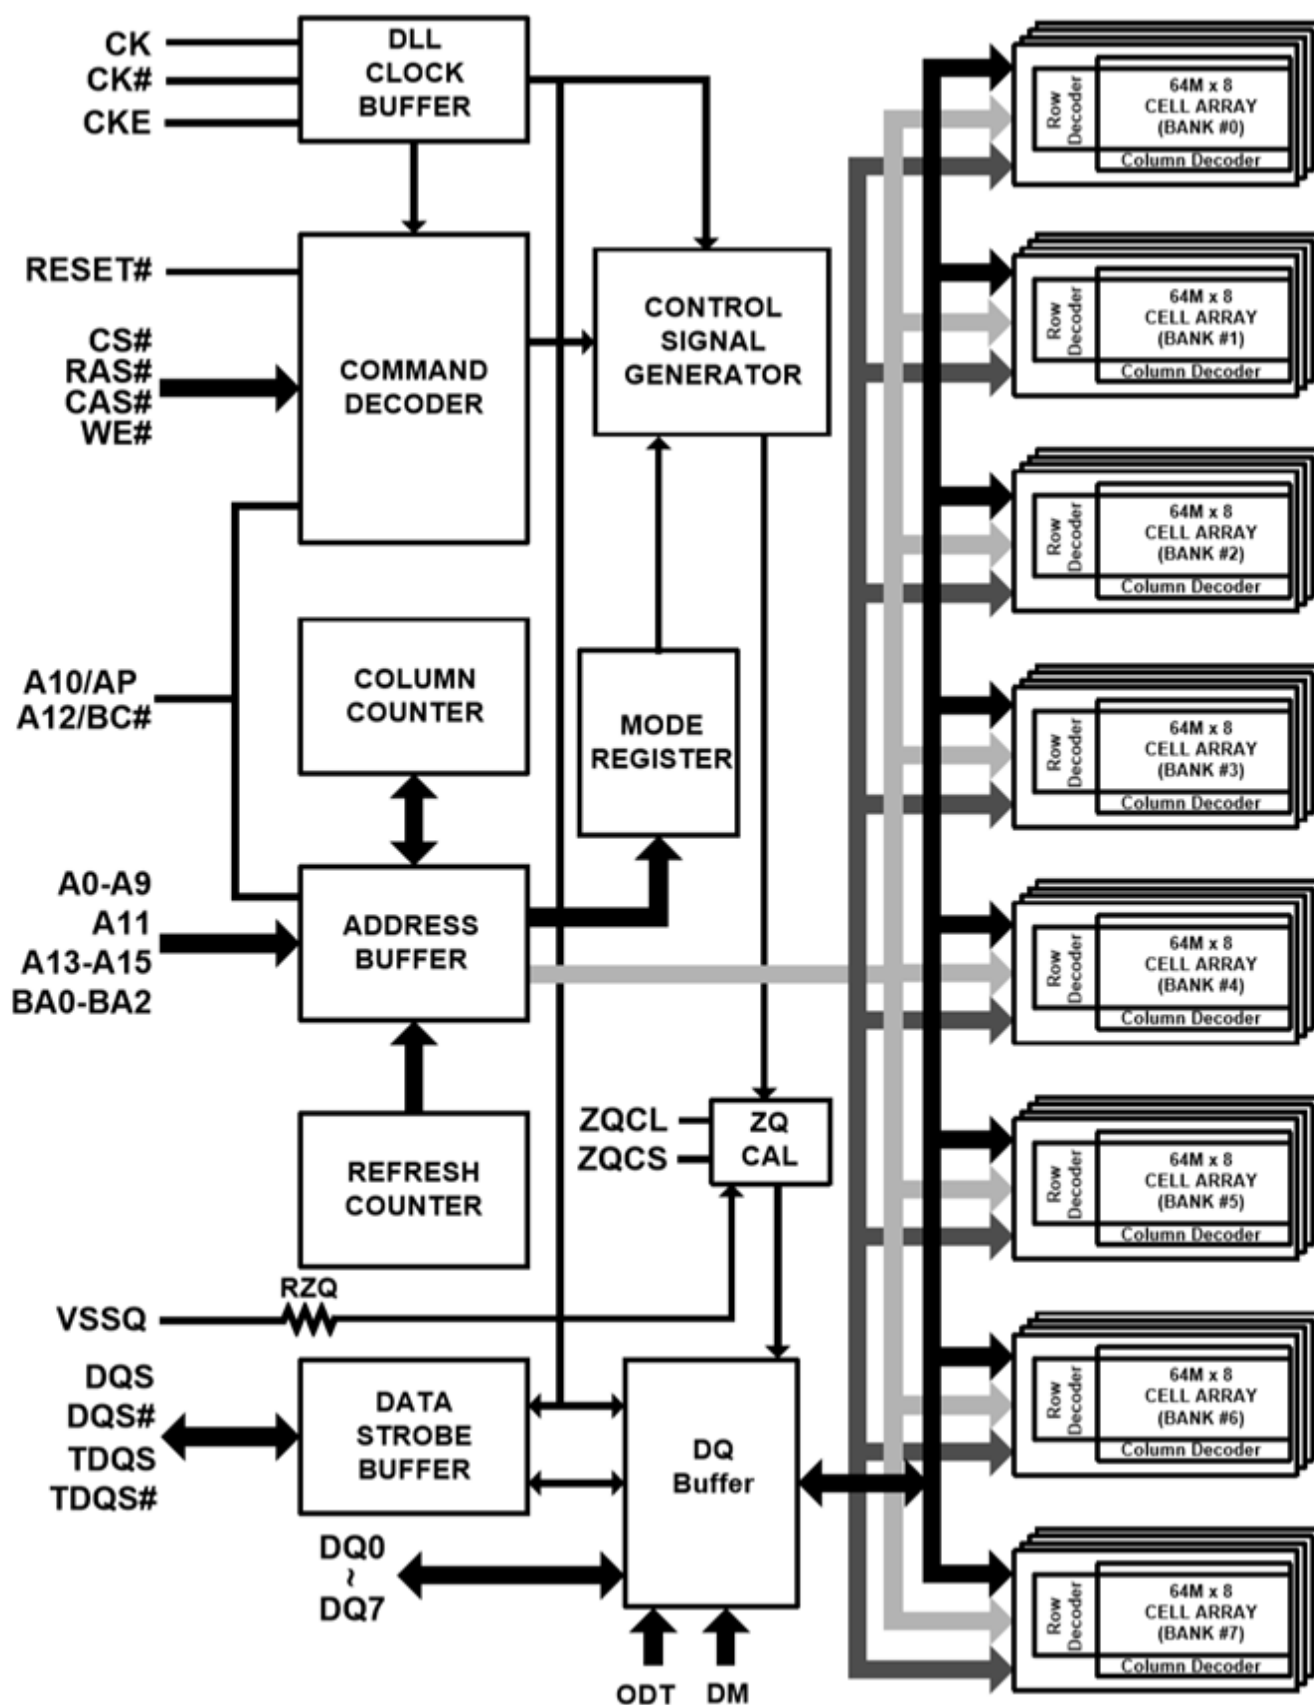 CK
CK#
CKE
DLL
CLOCK
BUFFER
RESET#
CS#
RAS#
CAS#
WE#
COMMAND
DECODER
CONTROL
SIGNAL
GENERATOR
A10/AP
A12/BC#
COLUMN
COUNTER
MODE
REGISTER
A0-A9
A11
A13-A15
BA0-BA2
ADDRESS
BUFFER
REFRESH
COUNTER
ZQCL
ZQCS
ZQ
CAL
VSSQ
RZQ
DQS
DQS#
TDQS
TDQS#
DATA
STROBE
BUFFER
DQ
Buffer
DQ0
~
DQ7
ODT
DM
Row
Decoder
64M x 8
CELL ARRAY
(BANK #0)
Column Decoder
Row
Decoder
64M x 8
CELL ARRAY
(BANK #1)
Column Decoder
Row
Decoder
64M x 8
CELL ARRAY
(BANK #2)
Column Decoder
Row
Decoder
64M x 8
CELL ARRAY
(BANK #3)
Column Decoder
Row
Decoder
64M x 8
CELL ARRAY
(BANK #4)
Column Decoder
Row
Decoder
64M x 8
CELL ARRAY
(BANK #5)
Column Decoder
Row
Decoder
64M x 8
CELL ARRAY
(BANK #6)
Column Decoder
Row
Decoder
64M x 8
CELL ARRAY
(BANK #7)
Column Decoder